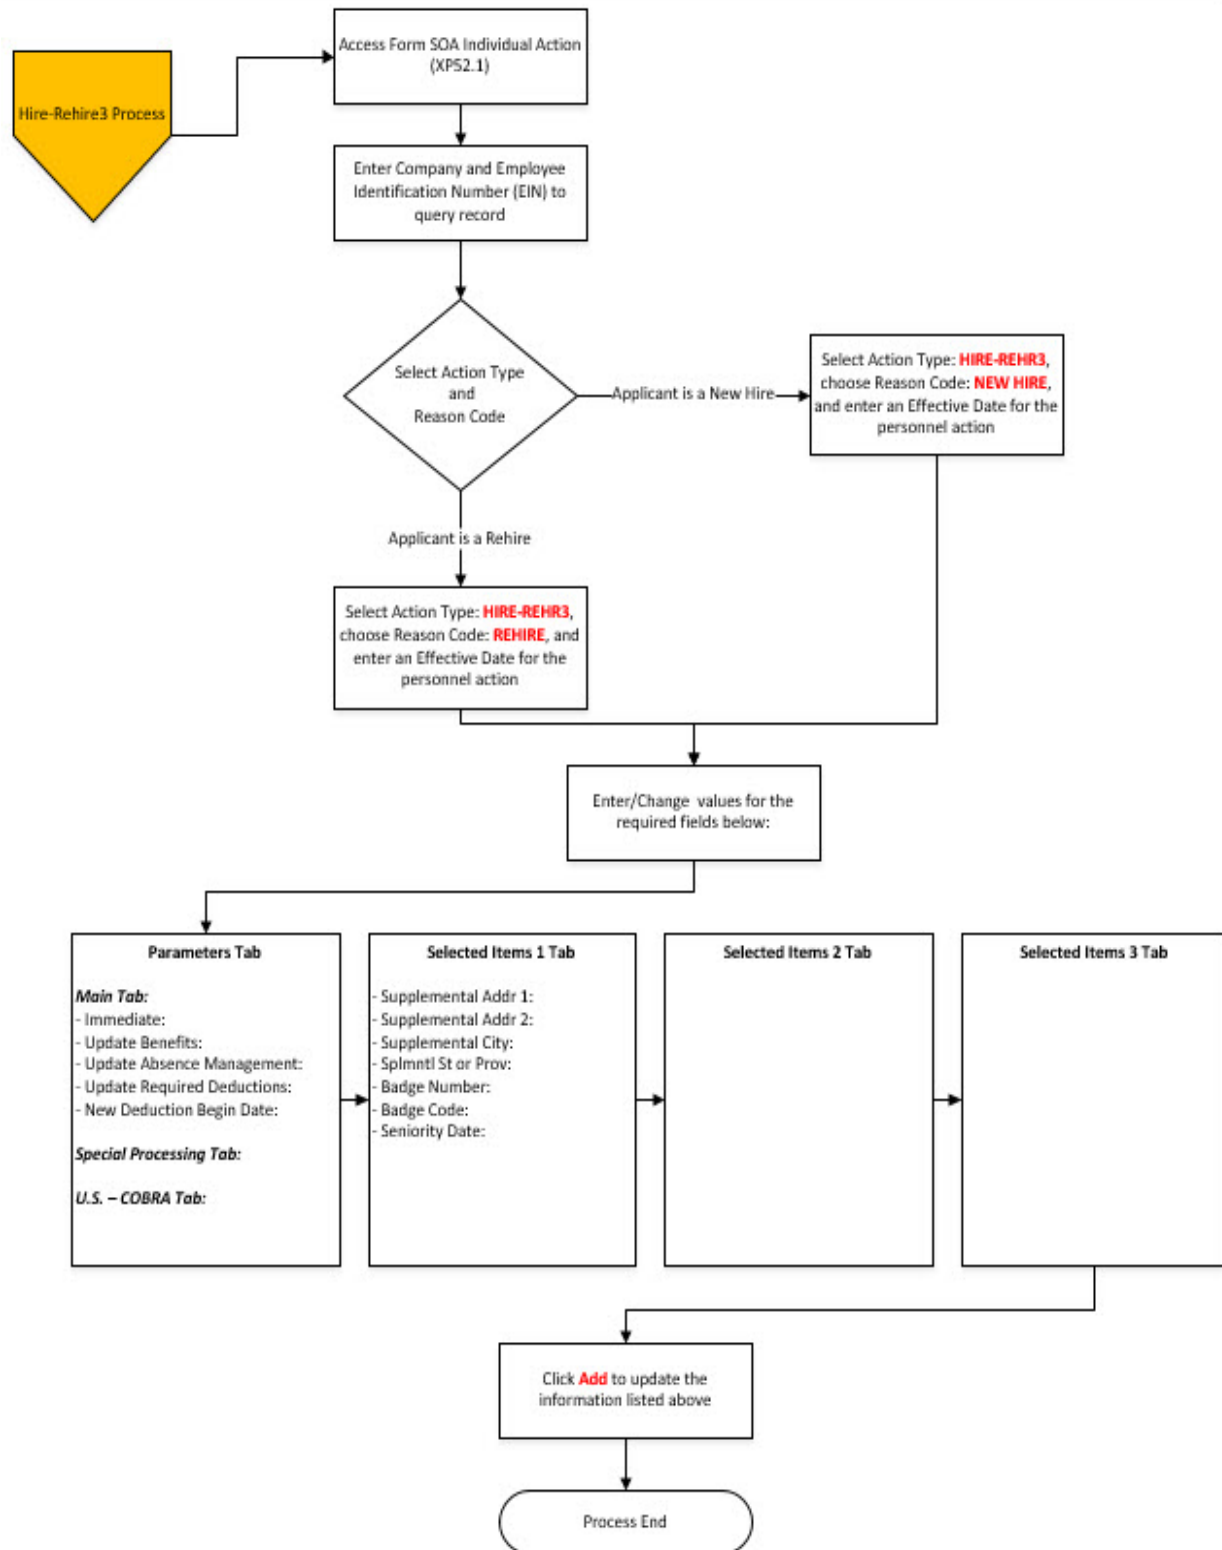 Hire-Rehire3 Process
Access Form SOA Individual Action
(XP52.1)
Enter Company and Employee
Identification Number (EIN) to
query record
Select Action Type
and
Reason Code
Applicant is a New Hire
Select Action Type: HIRE-REHR3,
choose Reason Code: NEW HIRE,
and enter an Effective Date for the
personnel action
Applicant is a Rehire
Select Action Type: HIRE-REHR3,
choose Reason Code: REHIRE, and
enter an Effective Date for the
personnel action
Enter/Change values for the
required fields below:
Parameters Tab
Main Tab:
- Immediate:
- Update Benefits:
- Update Absence Management:
- Update Required Deductions:
- New Deduction Begin Date:
Special Processing Tab:
U.S. – COBRA Tab:
Selected Items 1 Tab
- Supplemental Addr 1:
- Supplemental Addr 2:
- Supplemental City:
- Splmntl St or Prov:
- Badge Number:
- Badge Code:
- Seniority Date:
Selected Items 2 Tab
Selected Items 3 Tab
Click Add to update the
information listed above
Process End